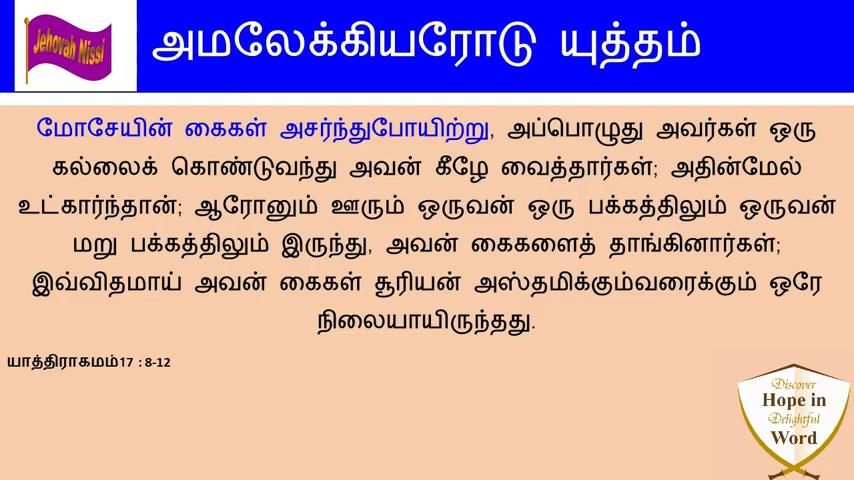 Jehovah Nissi
அமலேக்கியரோடு யுத்தம்
மோசேயின் கைகள் அசர்ந்துபோயிற்று, அப்பொழுது அவர்கள் ஒரு
கல்லைக் கொண்டுவந்து அவன் கீழே வைத்தார்கள்; அதின்மேல்
உட்கார்ந்தான்; ஆரோனும் ஊரும் ஒருவன் ஒரு பக்கத்திலும் ஒருவன்
மறு பக்கத்திலும் இருந்து, அவன் கைகளைத் தாங்கினார்கள்;
இவ்விதமாய் அவன் கைகள் சூரியன் அஸ்தமிக்கும்வரைக்கும் ஒரே
நிலையாயிருந்தது.
யாத்திராகமம்17 : 8-12
Discover
Hope in
Delightful
Word